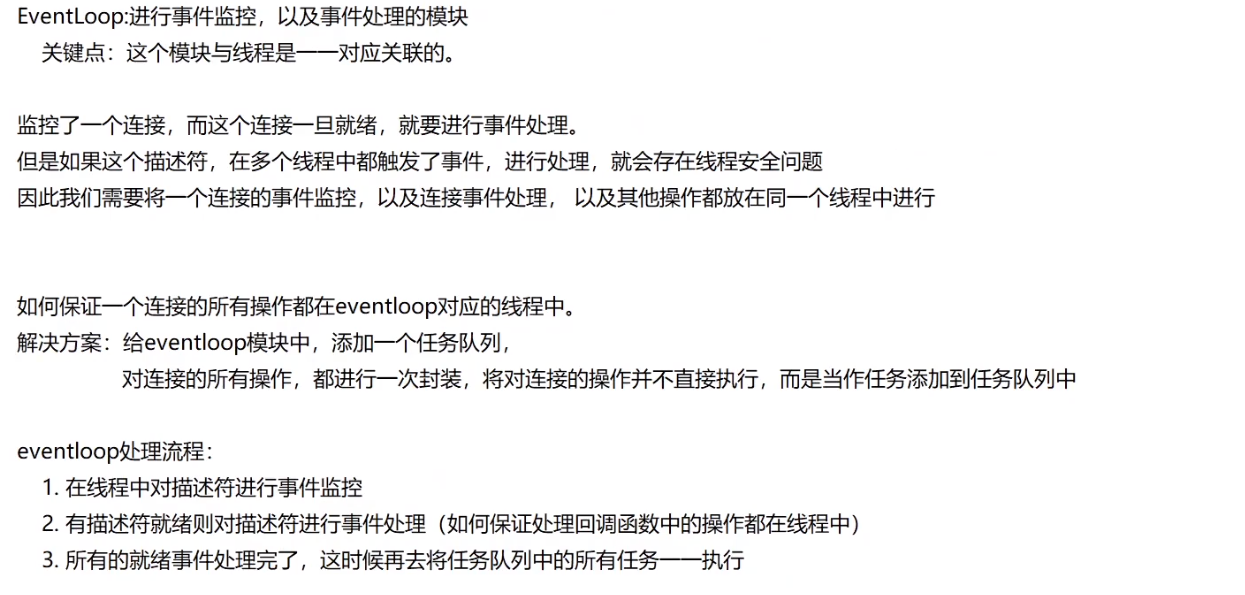 EventLoop:进行事件监控，以及事件处理的模块
关键点：这个模块与线程是一一对应关联的。
监控了一个连接，而这个连接一旦就绪，就要进行事件处理。
但是如果这个描述符，在多个线程中都触发了事件，进行处理，就会存在线程安全问题
因此我们需要将一个连接的事件监控，以及连接事件处理， 以及其他操作都放在同一个线程中进行
如何保证一个连接的所有操作都在eventloop对应的线程中。
解决方案：给eventloop模块中，添加一个任务队列，
对连接的所有操作，都进行一次封装，将对连接的操作并不直接执行，而是当作任务添加到任务队列中
eventloop处理流程：
1. 在线程中对描述符进行事件监控
2. 有描述符就绪则对描述符进行事件处理（如何保证处理回调函数中的操作都在线程中）
3. 所有的就绪事件处理完了，这时候再去将任务队列中的所有任务一一执行